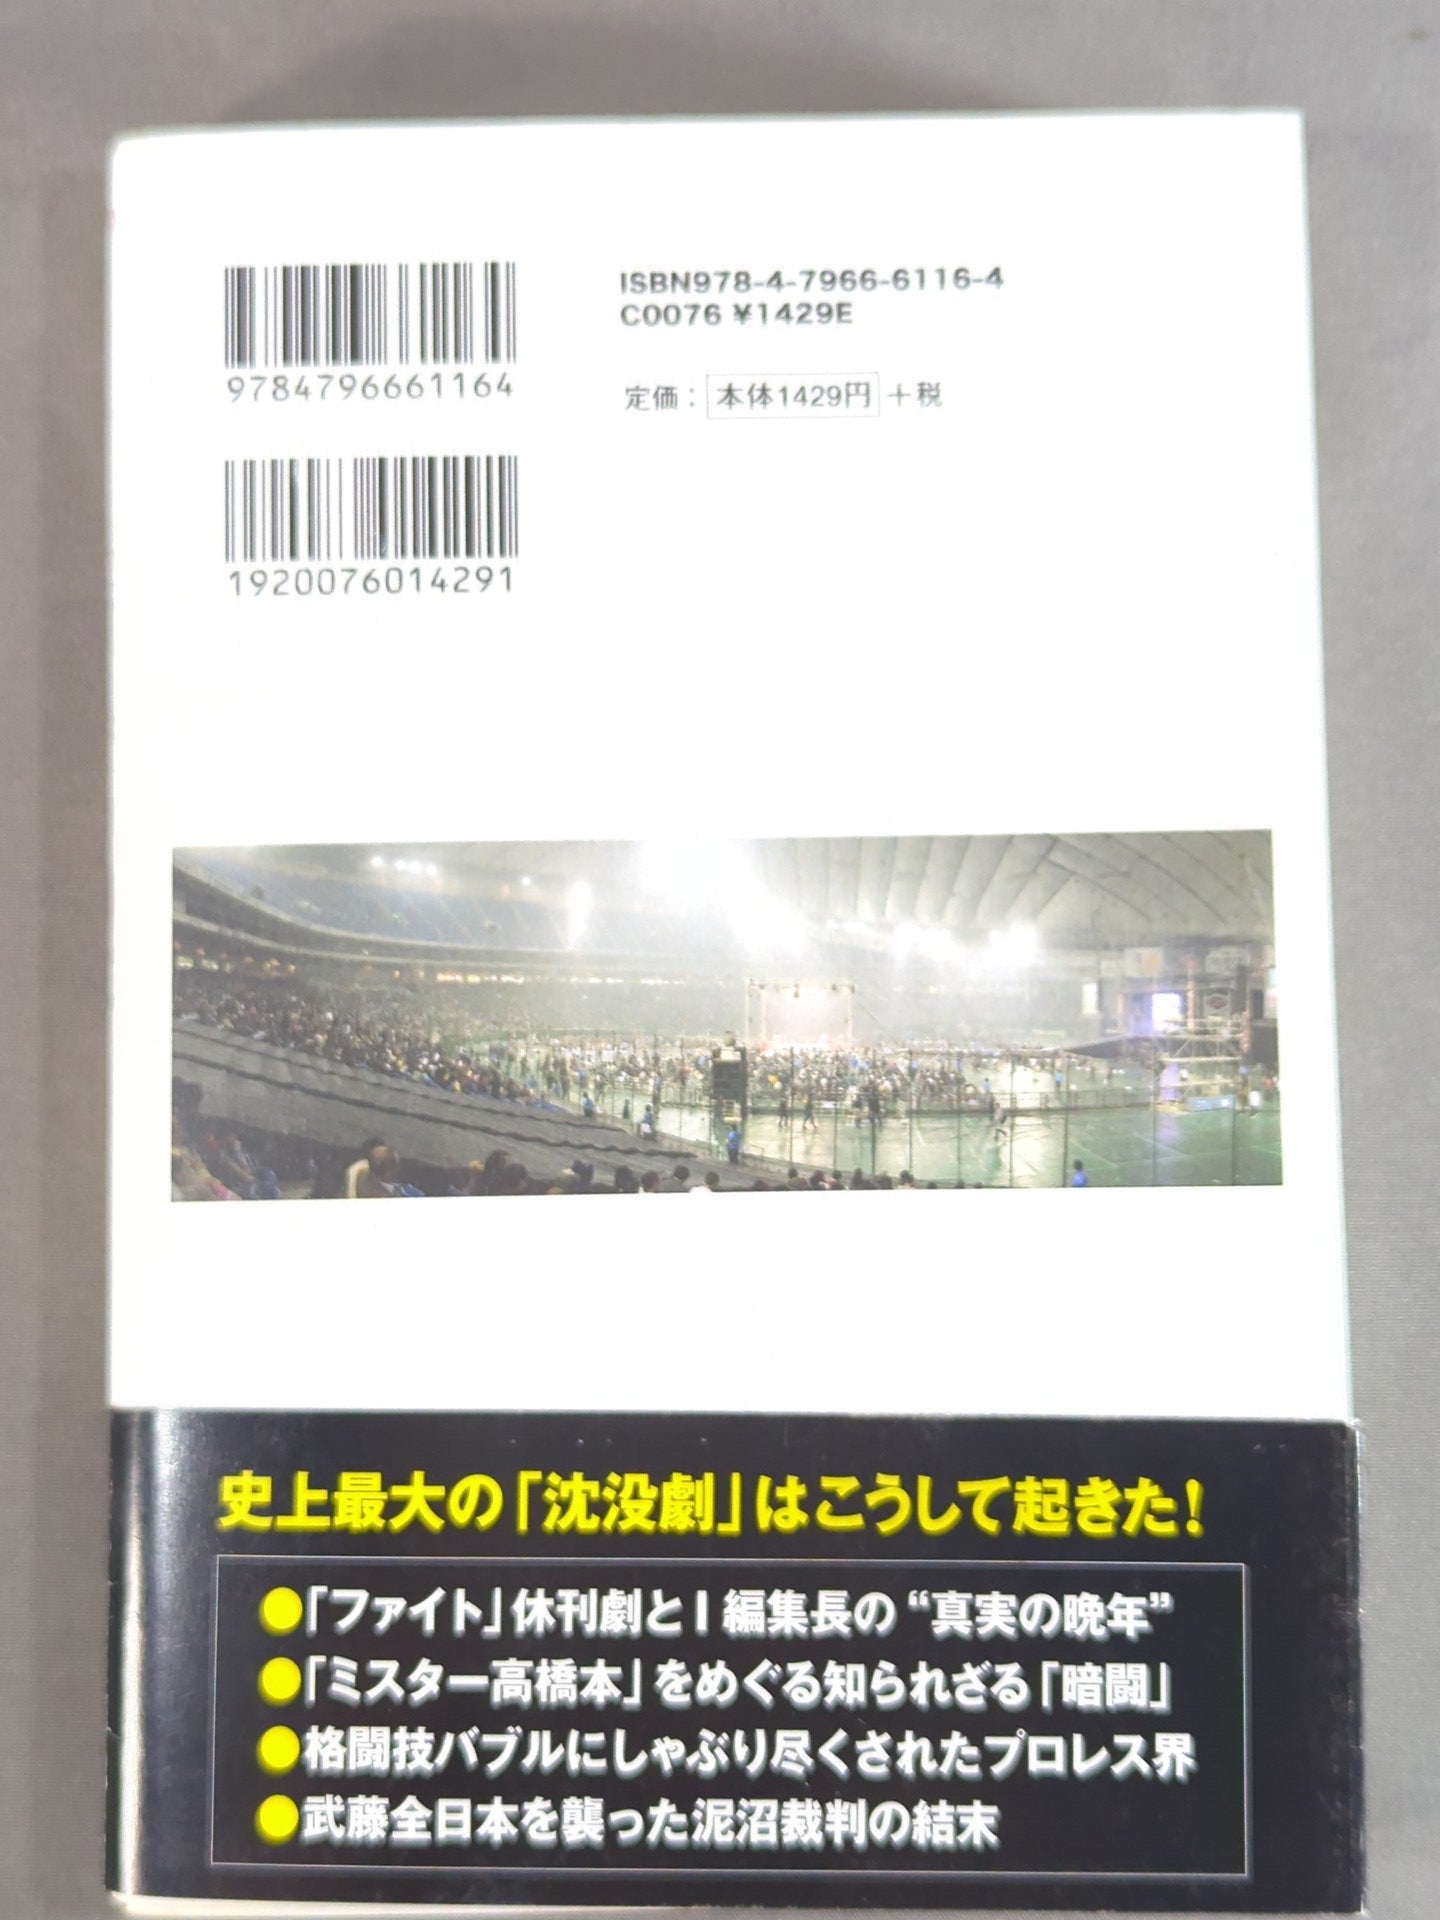 ISBN978-4-7966-6116-4
C0076 ¥1429E
9784796661164
定価：本体1429円＋税
1920076014291
史上最大の「沈没劇」はこうして起きた！
●「ファイト」休刊劇とI編集長の“真実の晩年”
●「ミスター高橋本」をめぐる知られざる「暗闘」
●格闘技バブルにしゃぶり尽くされたプロレス界
●武藤全日本を襲った泥沼裁判の結末